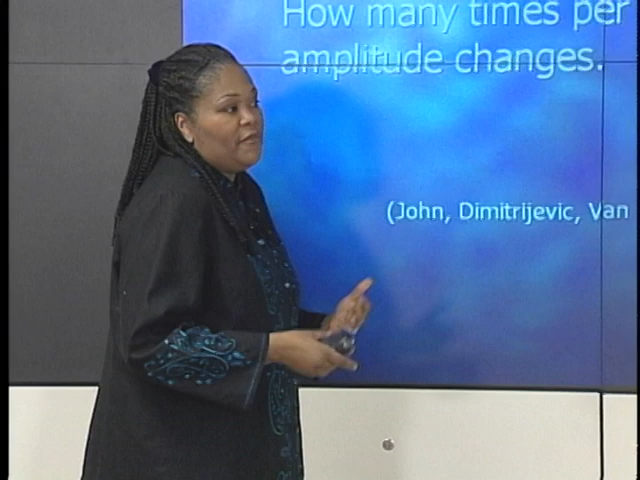 How many times per
amplitude changes.
(John, Dimitrijevic, Van